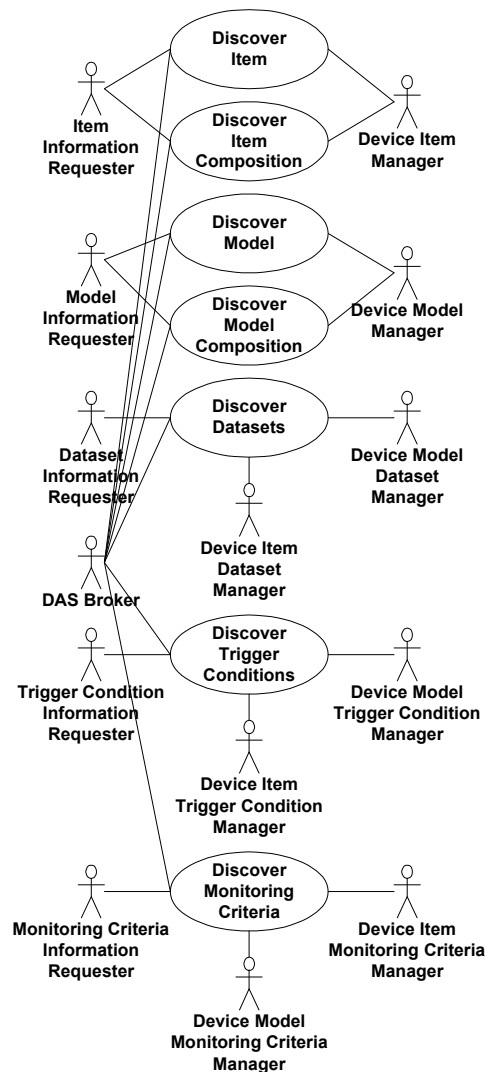 Discover
Item
Item
Information
Requester
Discover
Item
Composition
Device Item
Manager
Discover
Model
Model
Information
Requester
Discover
Model
Composition
Device Model
Manager
Discover
Datasets
Dataset
Information
Requester
Device Model
Dataset
Manager
Device Item
Dataset
Manager
DAS Broker
Discover
Trigger
Conditions
Trigger Condition
Information
Requester
Device Model
Trigger Condition
Manager
Device Item
Trigger Condition
Manager
Discover
Monitoring
Criteria
Monitoring Criteria
Information
Requester
Device Item
Monitoring Criteria
Manager
Device Model
Monitoring Criteria
Manager